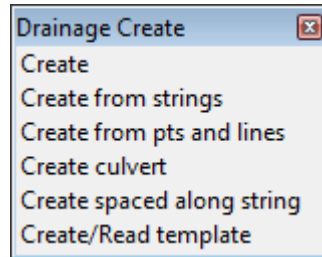 Drainage Create
Create
Create from strings
Create from pts and lines
Create culvert
Create spaced along string
Create/Read template